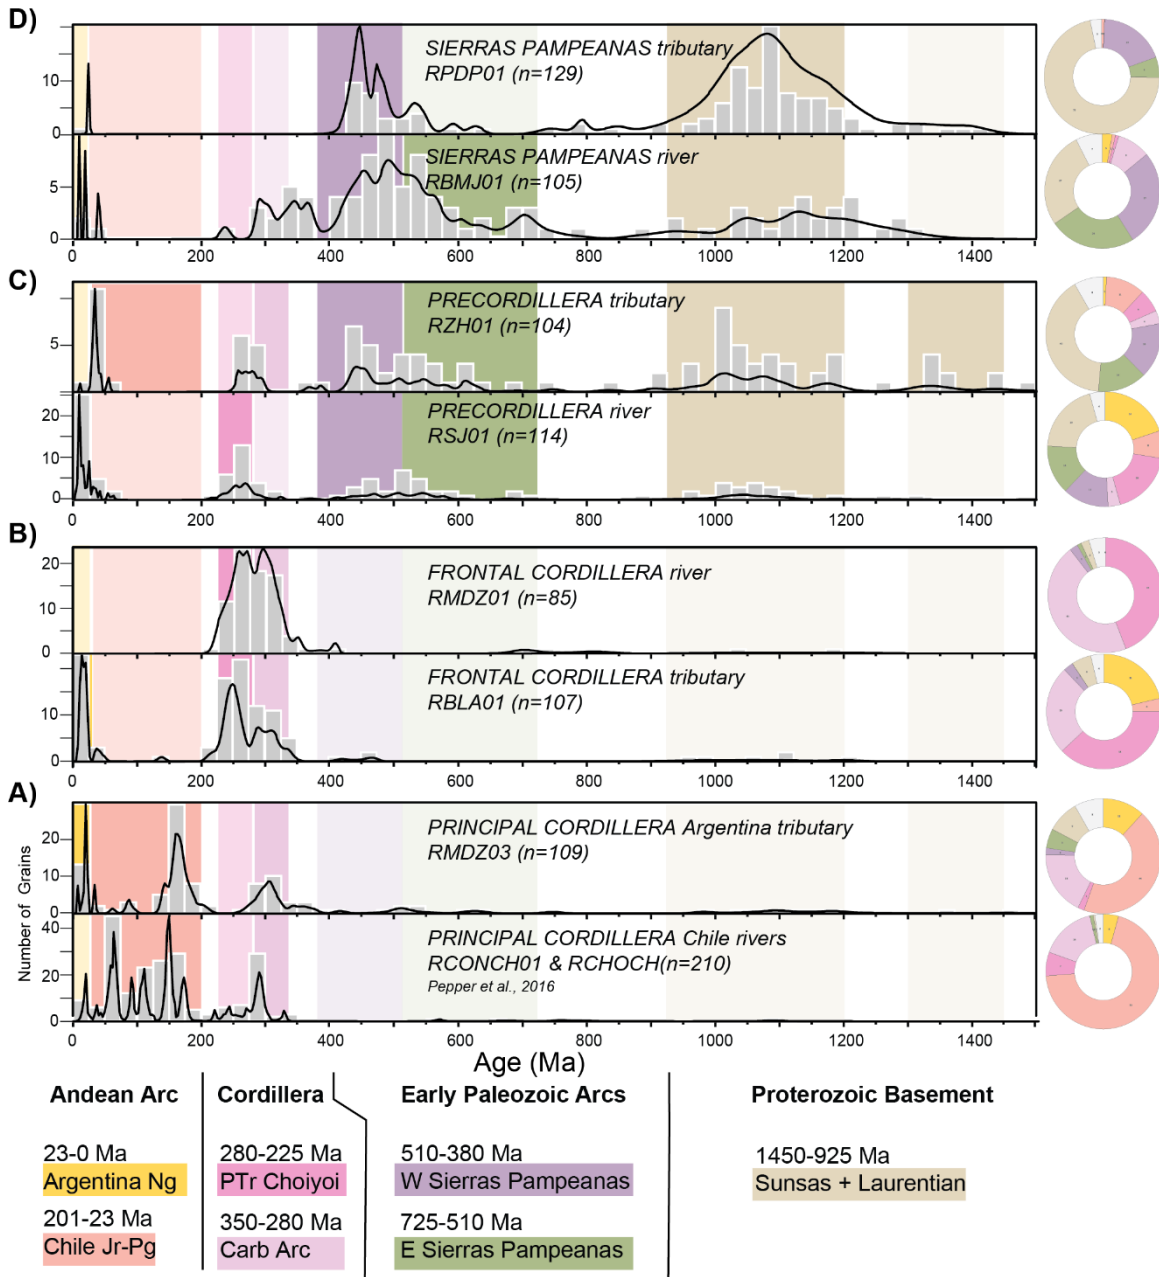 D)
SIERRAS PAMPEANAS tributary
RPDP01 (n=129)
10
0
SIERRAS PAMPEANAS river
RBMJ01 (n=105)
5
0
0 200 400 600 800 1000 1200 1400
C)
PRECORDILLERA tributary
RZH01 (n=104)
5
1
PRECORDILLERA river
RSJ01 (n=114)
20
10
0
0 200 400 600 800 1000 1200 1400
B)
FRONTAL CORDILLERA river
RMDZ01 (n=85)
20
10
0
FRONTAL CORDILLERA tributary
RBLA01 (n=107)
10
0
0 200 400 600 800 1000 1200 1400
A)
PRINCIPAL CORDILLERA Argentina tributary
RMDZ03 (n=109)
20
0
PRINCIPAL CORDILLERA Chile rivers
RCONCH01 & RCHOCH(n=210)
Pepper et al., 2016
40
20
0
Number of Grains
0 200 400 600 800 1000 1200 1400
Age (Ma)
Andean Arc Cordillera Early Paleozoic Arcs Proterozoic Basement
23-0 Ma 280-225 Ma 510-380 Ma 1450-925 Ma
Argentina Ng PTr Choiyoi W Sierras Pampeanas Sunsas + Laurentian
201-23 Ma 350-280 Ma 725-510 Ma
Chile Jr-Pg Carb Arc E Sierras Pampeanas